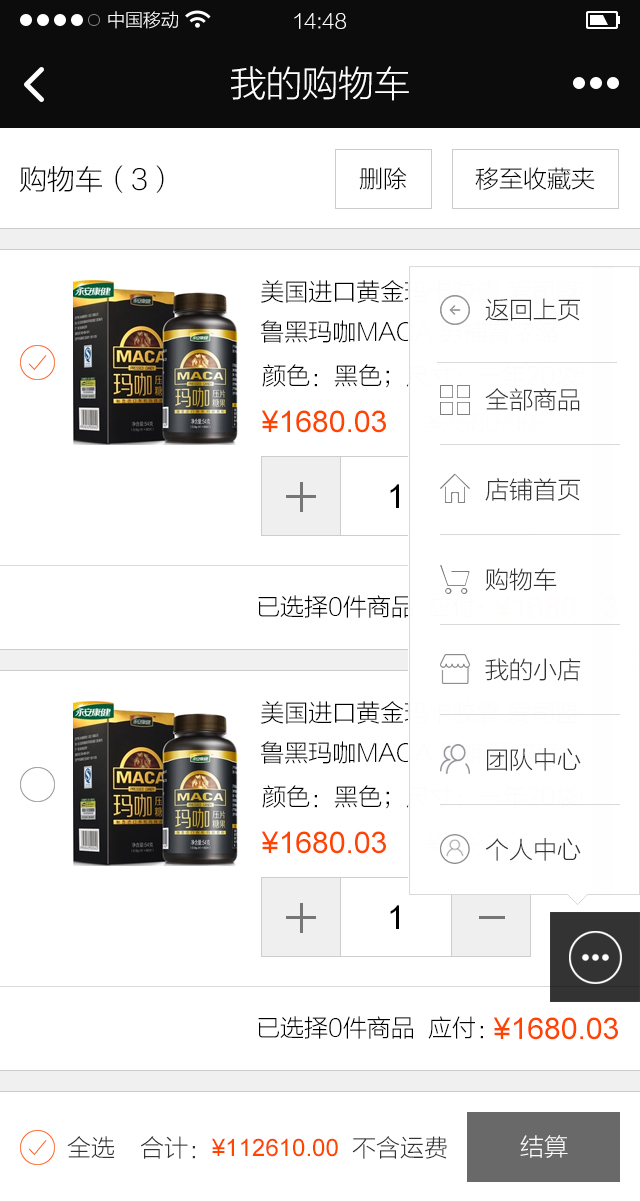 中国移动
14:48
我的购物车
购物车（3）
删除
移至收藏夹
永安康健
MACA
玛咖
压片
糖果
美国进口黄金
鲁黑玛咖MAC
颜色：黑色；
¥1680.03
1
已选择0件商品
返回上页
全部商品
店铺首页
购物车
我的小店
团队中心
个人中心
永安康健
MACA
玛咖
压片
糖果
美国进口黄金
鲁黑玛咖MAC
颜色：黑色；
¥1680.03
1
已选择0件商品 应付：¥1680.03
全选 合计：¥112610.00 不含运费
结算